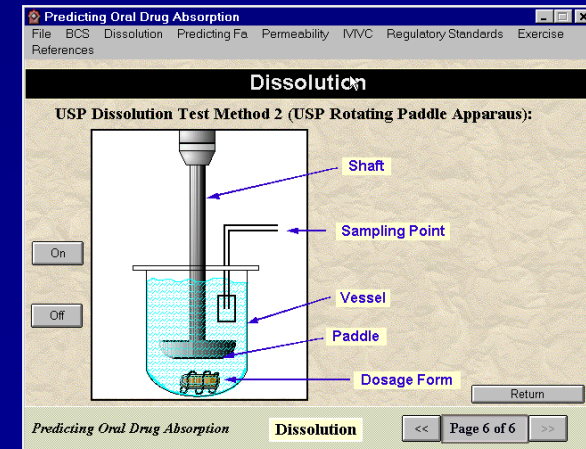 Predicting Oral Drug Absorption
File BCS Dissolution Predicting Fa Permeability IVIVC Regulatory Standards Exercise
References
Dissolution
USP Dissolution Test Method 2 (USP Rotating Paddle Apparaus):
Shaft
Sampling Point
On
Vessel
Off
Paddle
Dosage Form
Return
Predicting Oral Drug Absorption Dissolution << Page 6 of 6 >>